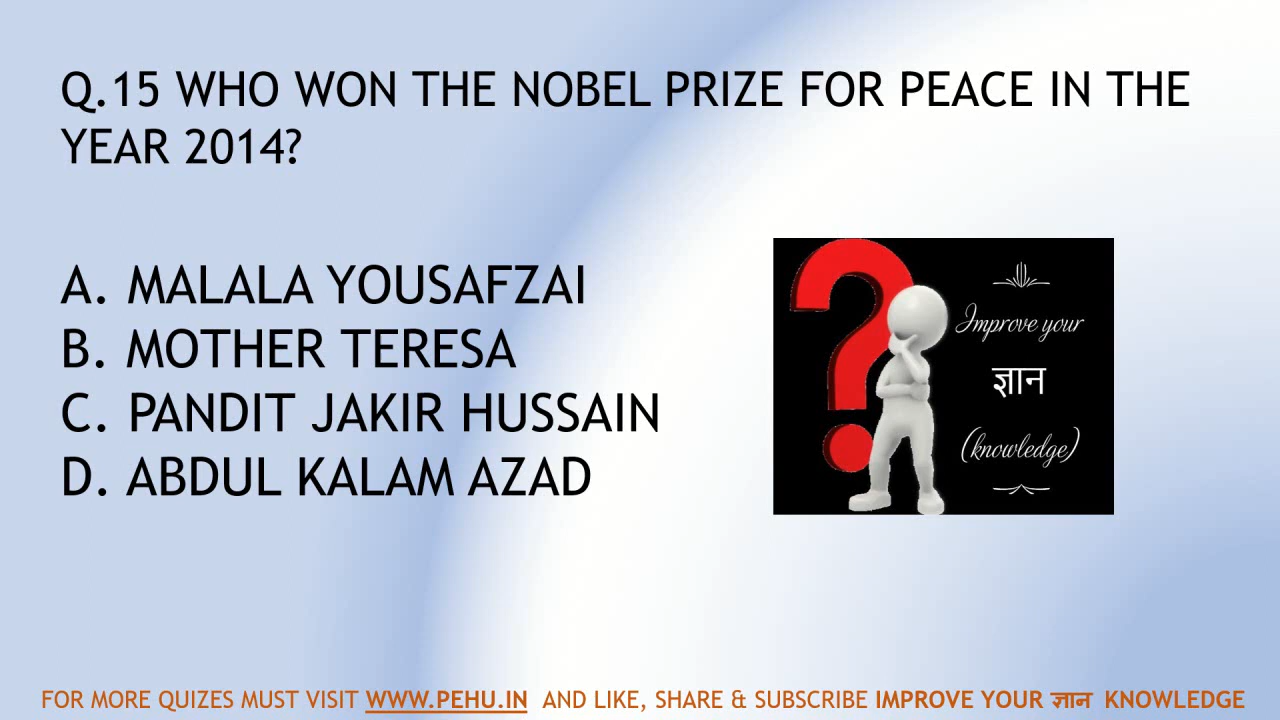 Q.15 WHO WON THE NOBEL PRIZE FOR PEACE IN THE
YEAR 2014?
A. MALALA YOUSAFZAI
B. MOTHER TERESA
C. PANDIT JAKIR HUSSAIN
D. ABDUL KALAM AZAD
Improve your
ज्ञान
(knowledge)
FOR MORE QUIZES MUST VISIT WWW.PEHU.IN AND LIKE, SHARE & SUBSCRIBE IMPROVE YOUR ज्ञान KNOWLEDGE